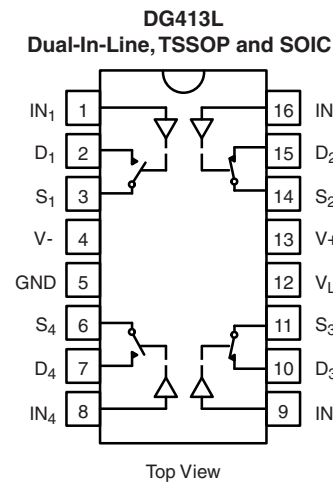 DG413L
Dual-In-Line, TSSOP and SOIC
IN1 1 16 IN
D1 2 15 D2
S1 3 14 S2
V- 4 13 V+
GND 5 12 VL
S4 6 11 S3
D4 7 10 D3
IN4 8 9 IN
Top View